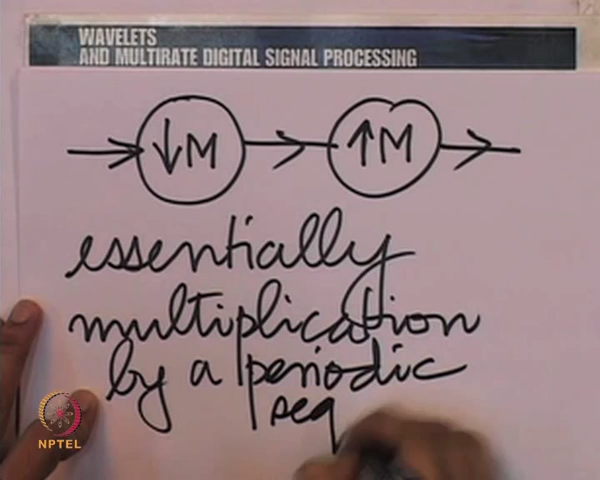 WAVELETS
AND MULTIRATE DIGITAL SIGNAL PROCESSING
↓M ↑M
essentially
multiplication
by a periodic
seq
NPTEL